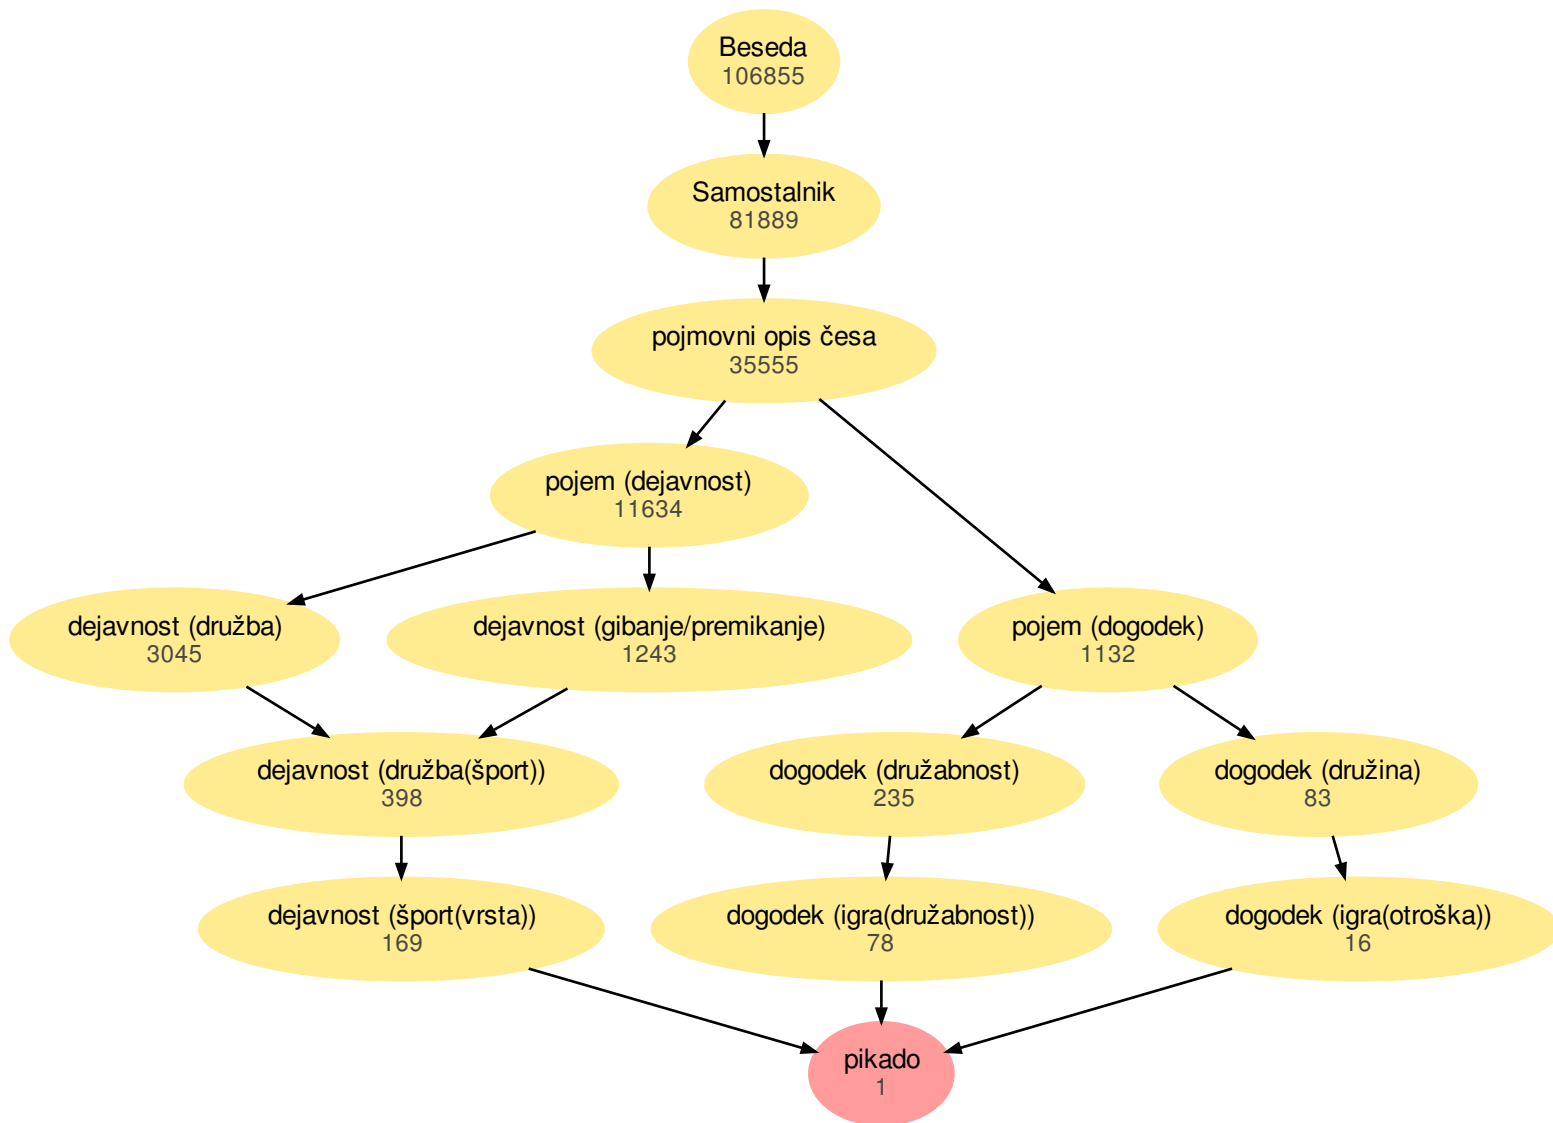 Beseda
106855
Samostalnik
81889
pojmovni opis česa
35555
pojem (dejavnost)
11634
dejavnost (družba)
3045
dejavnost (gibanje/premikanje)
1243
pojem (dogodek)
1132
dejavnost (družba(šport))
398
dogodek (družabnost)
235
dogodek (družina)
83
dejavnost (šport(vrsta))
169
dogodek (igra(družabnost))
78
dogodek (igra(otroška))
16
pikado
1